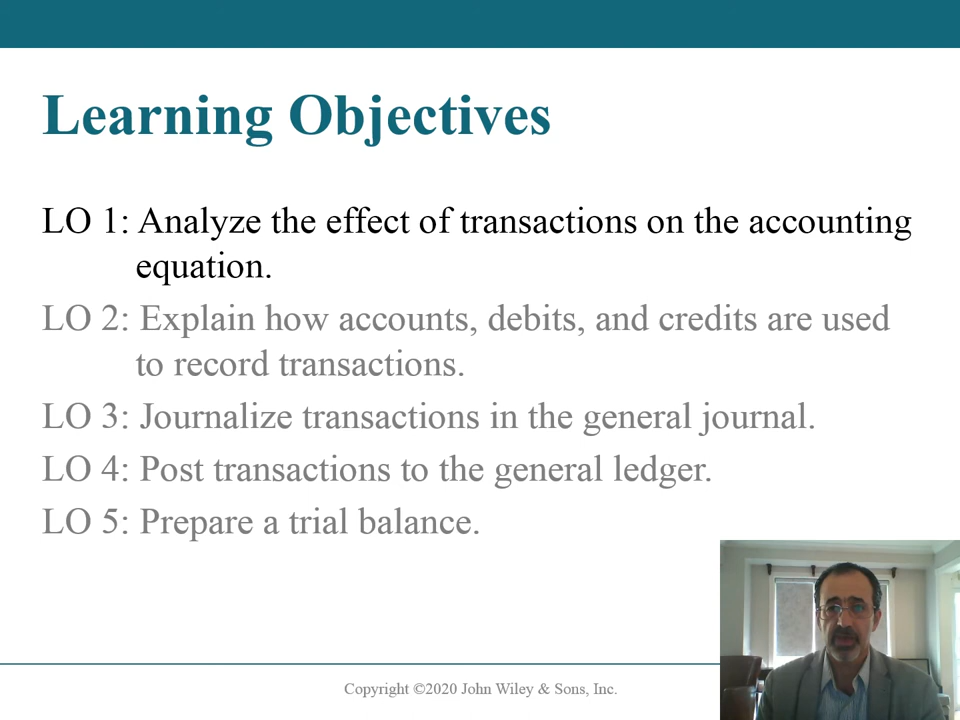 Learning Objectives
LO 1: Analyze the effect of transactions on the accounting
equation.
LO 2: Explain how accounts, debits, and credits are used
to record transactions.
LO 3: Journalize transactions in the general journal.
LO 4: Post transactions to the general ledger.
LO 5: Prepare a trial balance.
Copyright ©2020 John Wiley & Sons, Inc.